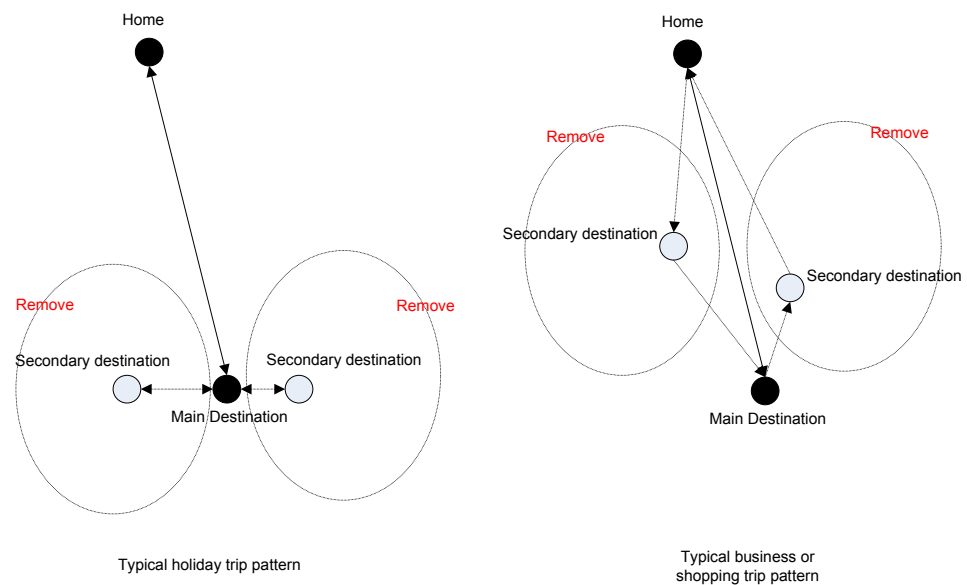 Home
Remove
Remove
Secondary destination
Secondary destination
Main Destination
Typical holiday trip pattern
Home
Remove
Remove
Secondary destination
Secondary destination
Main Destination
Typical business or
shopping trip pattern